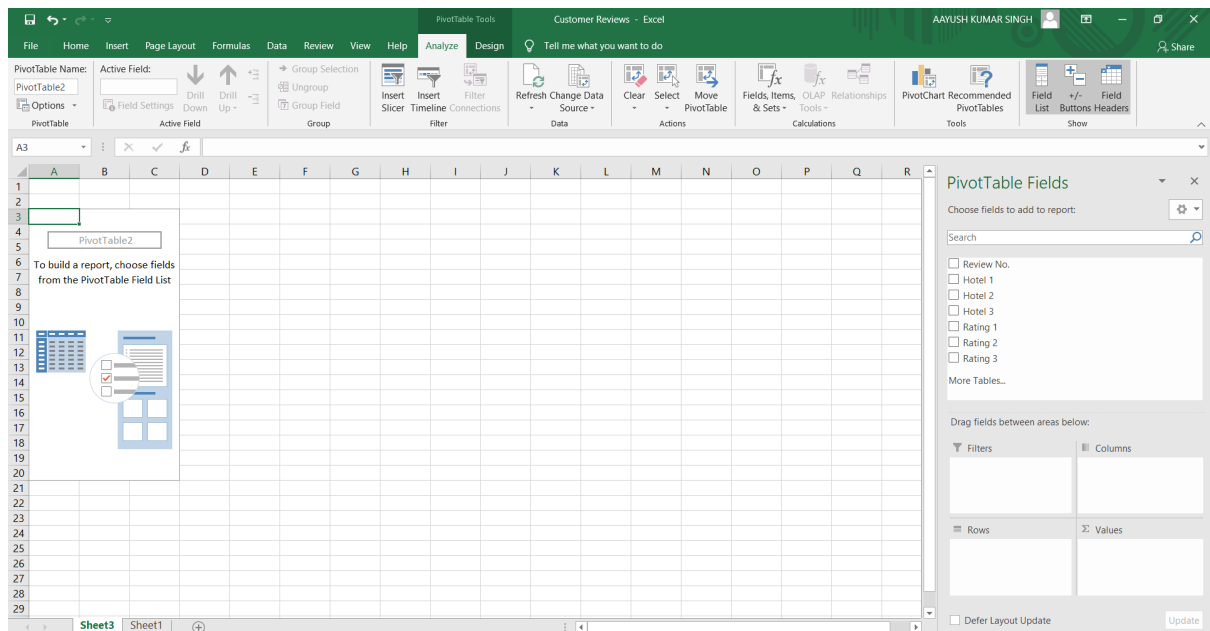 PivotTable Tools
Customer Reviews - Excel
AAYUSH KUMAR SINGH
File Home Insert Page Layout Formulas Data Review View Help Analyze Design Tell me what you want to do Share
PivotTable Name:
PivotTable2
Options
PivotTable
Active Field:
Field Settings
Drill Down
Drill Up
Active Field
Group Selection
Ungroup
Group Field
Group
Insert Slicer
Insert Timeline
Filter Connections
Filter
Refresh
Change Data Source
Data
Clear
Select
Move PivotTable
Actions
Fields, Items, & Sets
OLAP Tools
Relationships
Calculations
PivotChart
Recommended PivotTables
Tools
Field List
+/- Buttons
Field Headers
Show
A3
fx
A B C D E F G H I J K L M N O P Q R
1
2
3
4
5
6
7
8
9
10
11
12
13
14
15
16
17
18
19
20
21
22
23
24
25
26
27
28
29
PivotTable2
To build a report, choose fields
from the PivotTable Field List
PivotTable Fields
Choose fields to add to report:
Search
Review No.
Hotel 1
Hotel 2
Hotel 3
Rating 1
Rating 2
Rating 3
More Tables...
Drag fields between areas below:
Filters
Columns
Rows
Σ Values
Defer Layout Update
Update
Sheet3 Sheet1